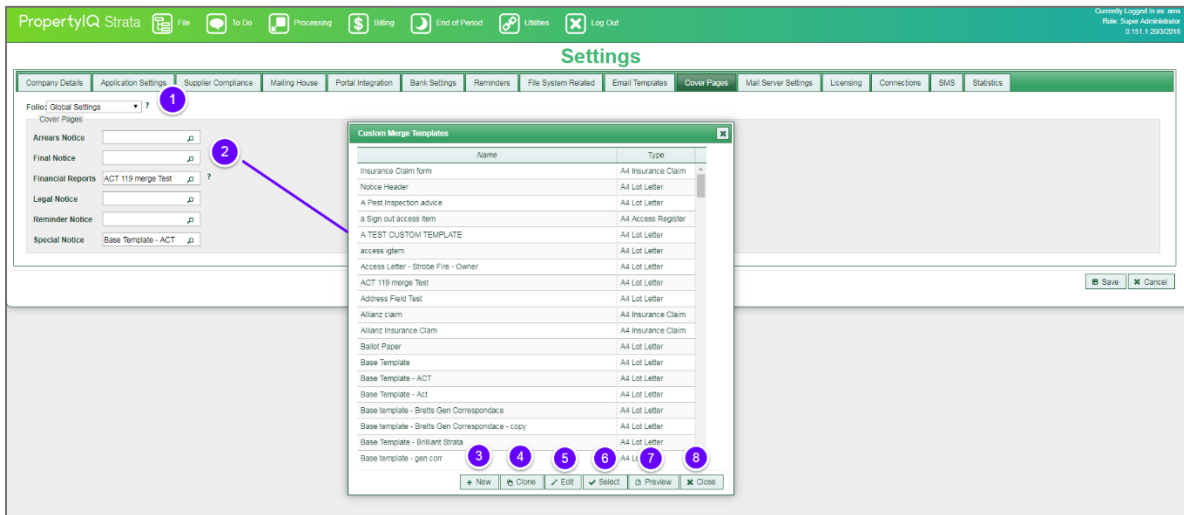 PropertyIQ Strata File To Do Processing Billing End of Period Utilities Log Out
Currently Logged in as: ams
Role: Super Administrator
0.151.1 20/3/2018
Settings
Company Details Application Settings Supplier Compliance Mailing House Portal Integration Bank Settings Reminders File System Related Email Templates Cover Pages Mail Server Settings Licensing Connections SMS Statistics
Folio: Global Settings ?
1
Cover Pages
Arrears Notice
2
Final Notice
Financial Reports ACT 119 merge Test ?
Legal Notice
Reminder Notice
Special Notice Base Template - ACT
Save Cancel
Custom Merge Templates
Name Type
Insurance Claim form A4 Insurance Claim
Notice Header A4 Lot Letter
A Pest Inspection advice A4 Lot Letter
a Sign out access item A4 Access Register
A TEST CUSTOM TEMPLATE A4 Lot Letter
access igtem A4 Lot Letter
Access Letter - Strobe Fire - Owner A4 Lot Letter
ACT 119 merge Test A4 Lot Letter
Address Field Test A4 Lot Letter
Allianz claim A4 Insurance Claim
Allianz Insurance Clam A4 Insurance Claim
Ballot Paper A4 Lot Letter
Base Template A4 Lot Letter
Base Template - ACT A4 Lot Letter
Base Template - Act A4 Lot Letter
Base template - Bretts Gen Correspondace A4 Lot Letter
Base template - Bretts Gen Correspondace - copy A4 Lot Letter
Base Template - Brilliant Strata A4 Lot Letter
Base template - gen corr A4
3 4 5 6 7 8
New Clone Edit Select Preview Close